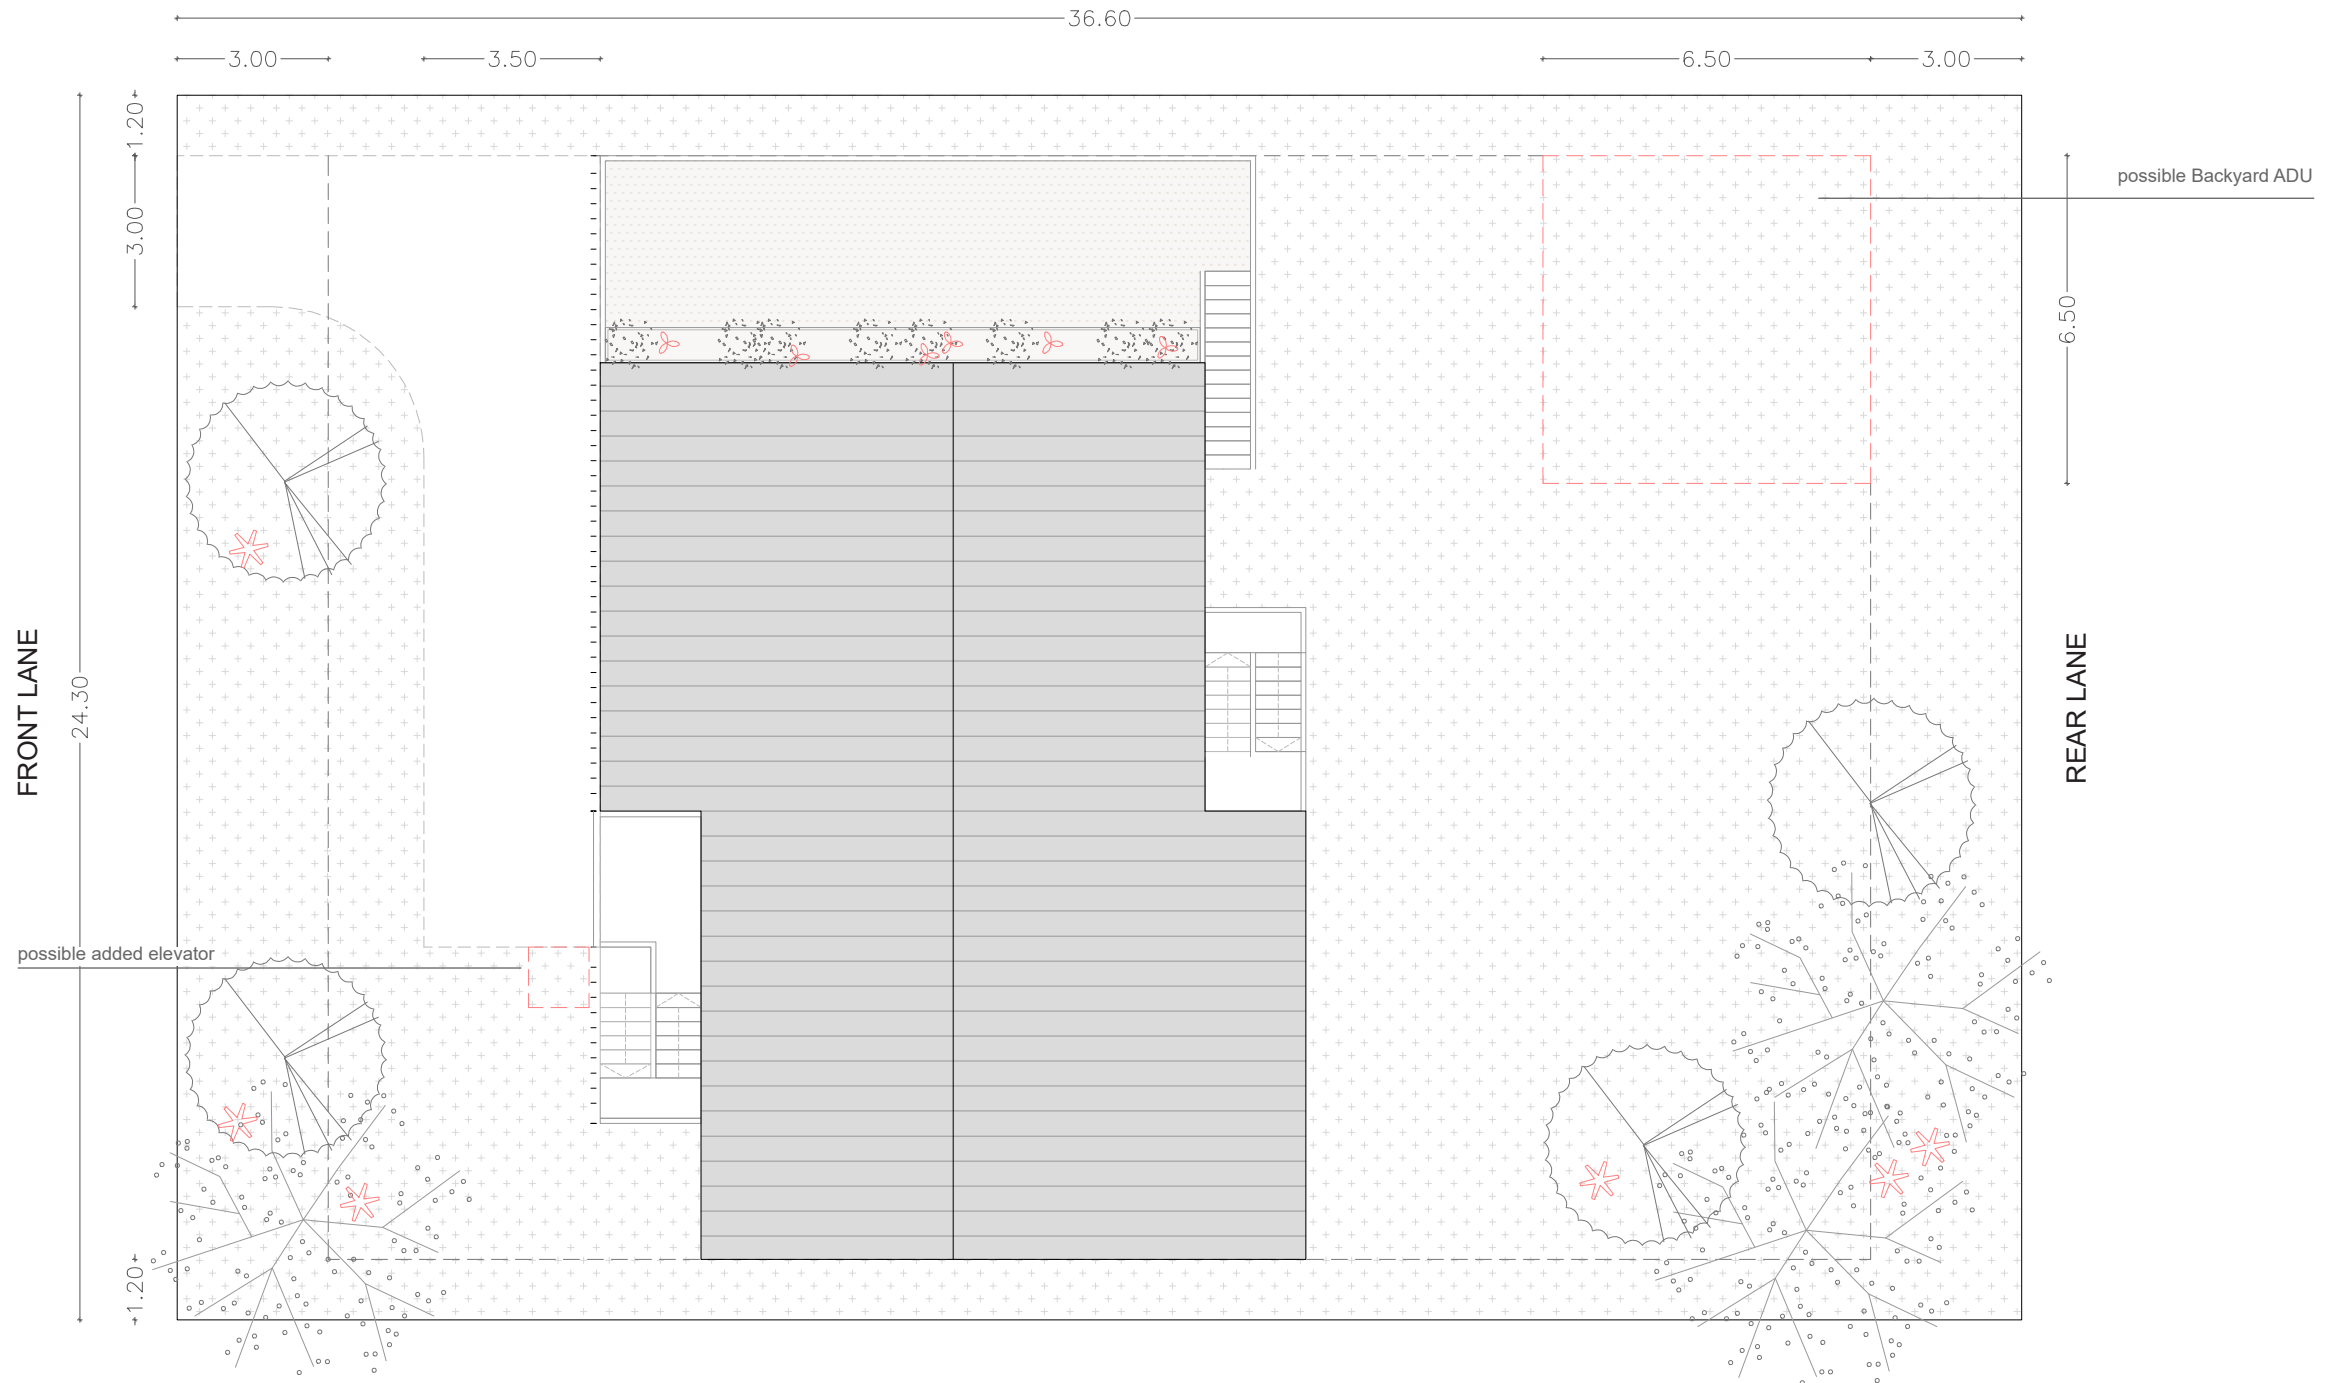 36.60
3.00
3.50
6.50
3.00
1.20
3.00
possible Backyard ADU
6.50
FRONT LANE
24.30
REAR LANE
possible added elevator
1.20